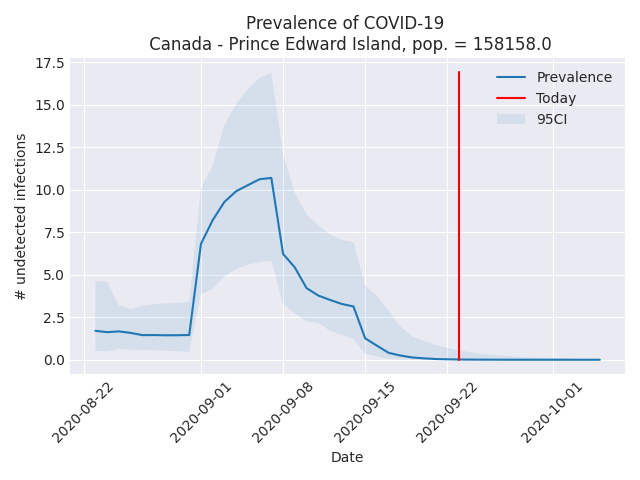 Prevalence of COVID-19
Canada - Prince Edward Island, pop. = 158158.0
Prevalence
Today
95CI
# undetected infections
17.5
15.0
12.5
10.0
7.5
5.0
2.5
0.0
2020-08-22
2020-09-01
2020-09-08
2020-09-15
2020-09-22
2020-10-01
Date